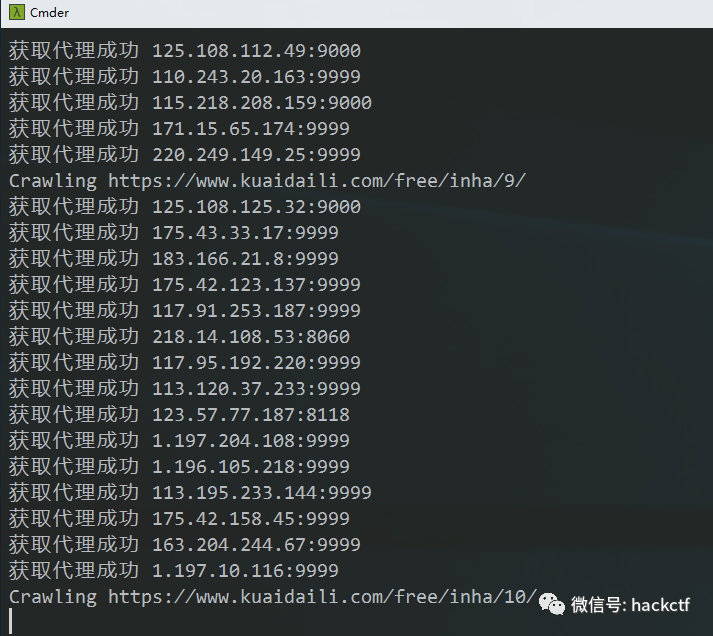 Cmder
获取代理成功 125.108.112.49:9000
获取代理成功 110.243.20.163:9999
获取代理成功 115.218.208.159:9000
获取代理成功 171.15.65.174:9999
获取代理成功 220.249.149.25:9999
Crawling https://www.kuaidaili.com/free/inha/9/
获取代理成功 125.108.125.32:9000
获取代理成功 175.43.33.17:9999
获取代理成功 183.166.21.8:9999
获取代理成功 175.42.123.137:9999
获取代理成功 117.91.253.187:9999
获取代理成功 218.14.108.53:8060
获取代理成功 117.95.192.220:9999
获取代理成功 113.120.37.233:9999
获取代理成功 123.57.77.187:8118
获取代理成功 1.197.204.108:9999
获取代理成功 1.196.105.218:9999
获取代理成功 113.195.233.144:9999
获取代理成功 175.42.158.45:9999
获取代理成功 163.204.244.67:9999
获取代理成功 1.197.10.116:9999
Crawling https://www.kuaidaili.com/free/inha/10/
微信号: hackctf